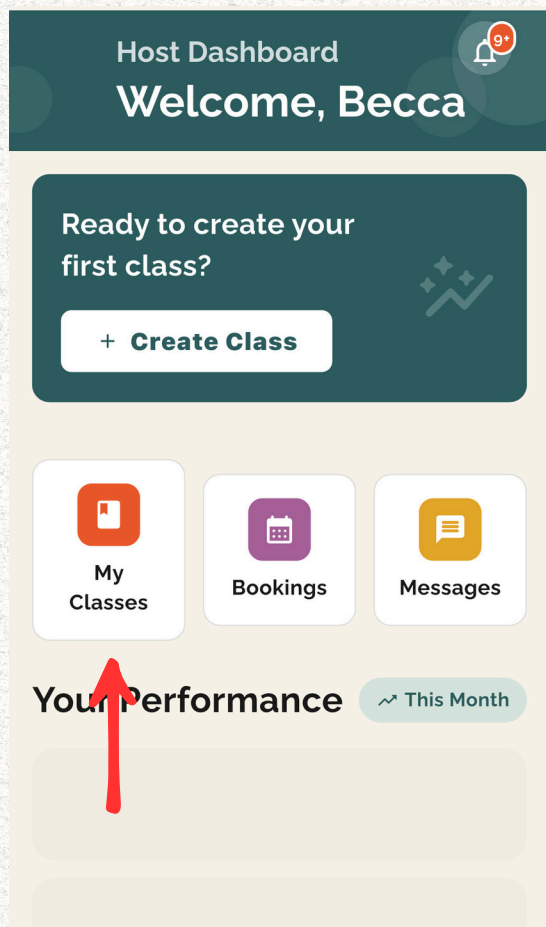 Host Dashboard
9+
Welcome, Becca
Ready to create your
first class?
+ Create Class
My
Classes
Bookings
Messages
Your Performance
This Month